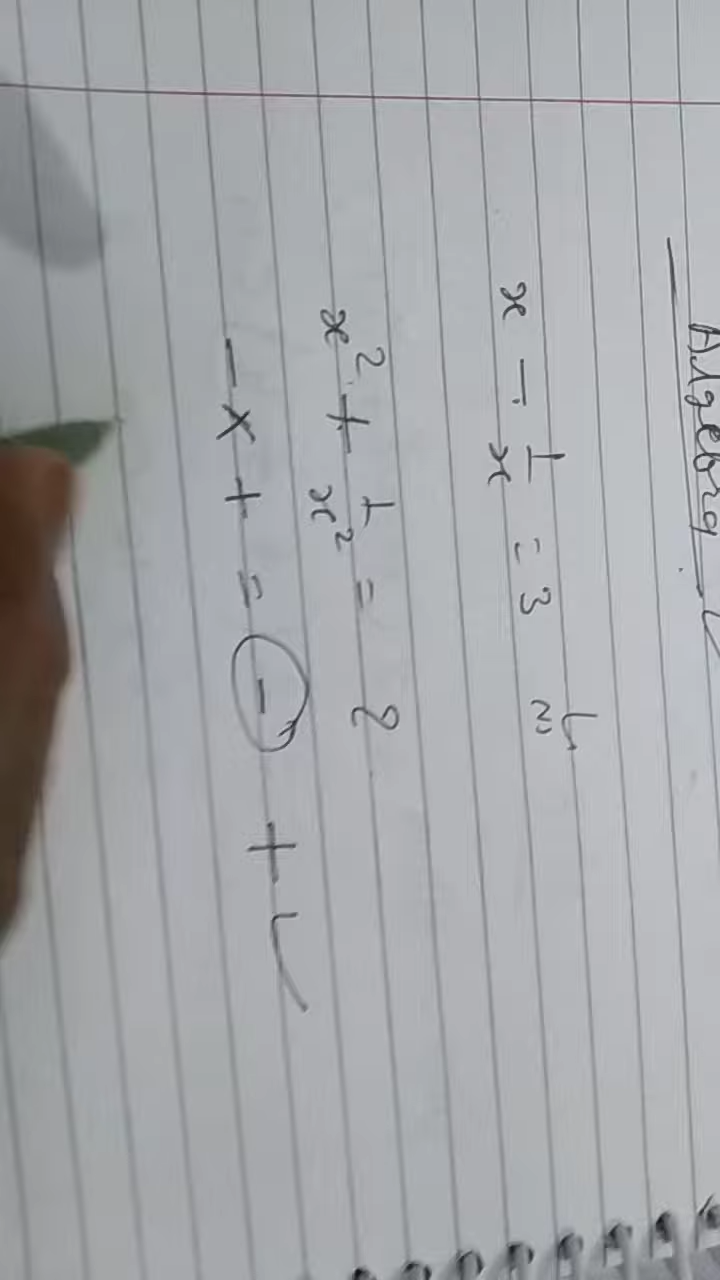 Algebra
x - 1/x = 3
x² + 1/x² = ?
- x + = - +